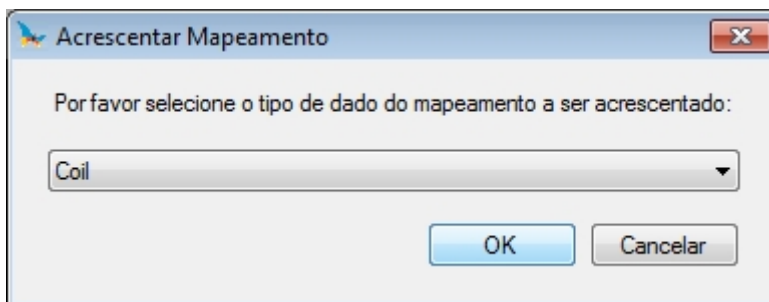 Acrescentar Mapeamento
Por favor selecione o tipo de dado do mapeamento a ser acrescentado:
Coil
OK Cancelar